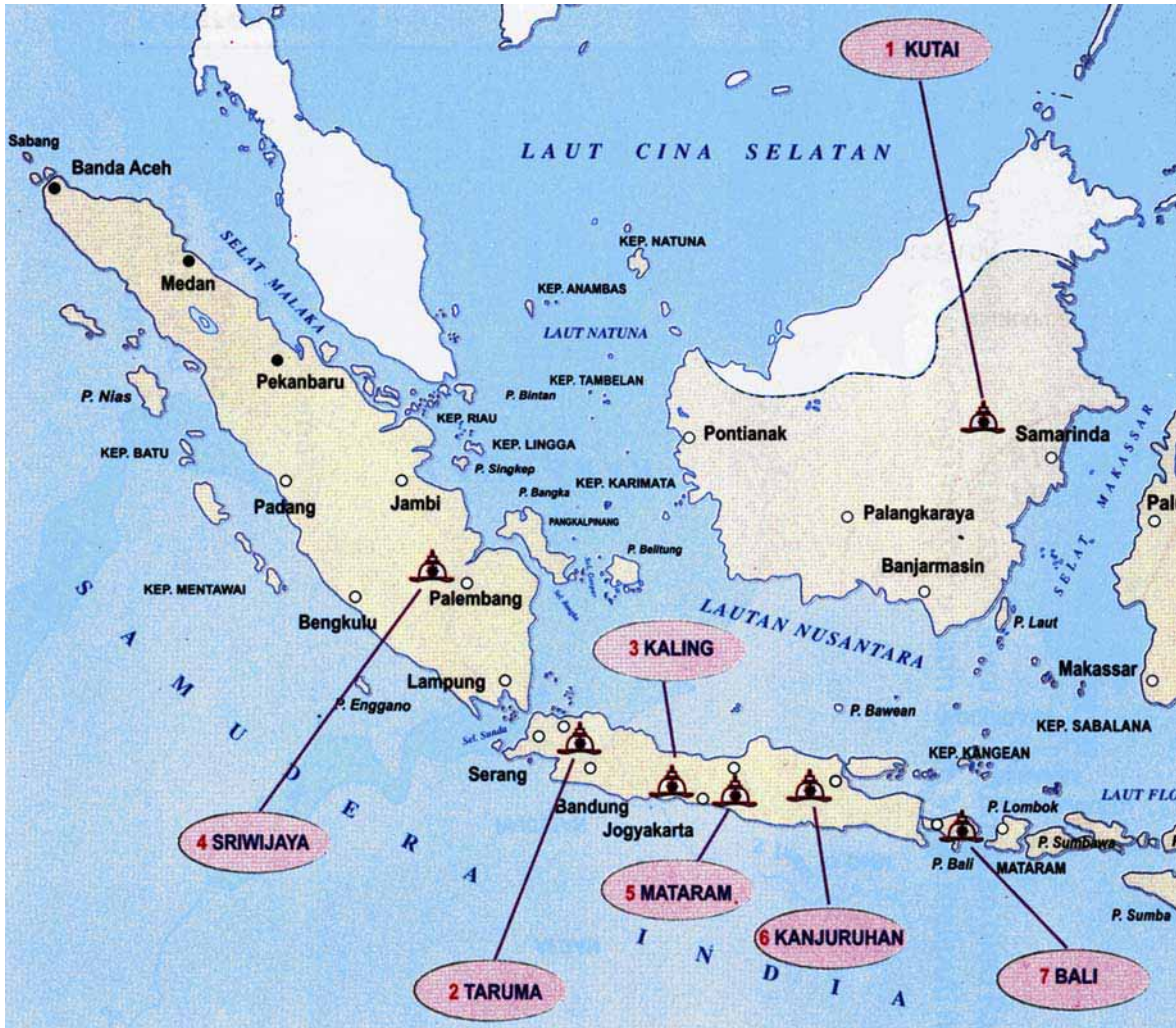 1 KUTAI
LAUT CINA SELATAN
Sabang
Banda Aceh
SELAT MALAKA
KEP. NATUNA
Medan
KEP. ANAMBAS
LAUT NATUNA
Pekanbaru
KEP. TAMBELAN
P. Nias
P. Bintan
KEP. RIAU
Pontianak
Samarinda
SELAT MAKASSAR
KEP. BATU
KEP. LINGGA
P. Singkep
KEP. KARIMATA
Padang
Jambi
P. Bangka
PANGKALPINANG
Palangkaraya
P. Belitung
KEP. MENTAWAI
Palembang
Banjarmasin
Bengkulu
LAUTAN NUSANTARA
P. Laut
3 KALING
Makassar
Lampung
P. Enggano
P. Bawean
KEP. SABALANA
Sel. Sunda
KEP. KANGEAN
Serang
Bandung
Jogyakarta
P. Lombok
LAUT FLO
4 SRIWIJAYA
P. Bali
MATARAM
P. Sumbawa
5 MATARAM
P. Sumba
6 KANJURUHAN
SAMUDERA INDIA
2 TARUMA
7 BALI